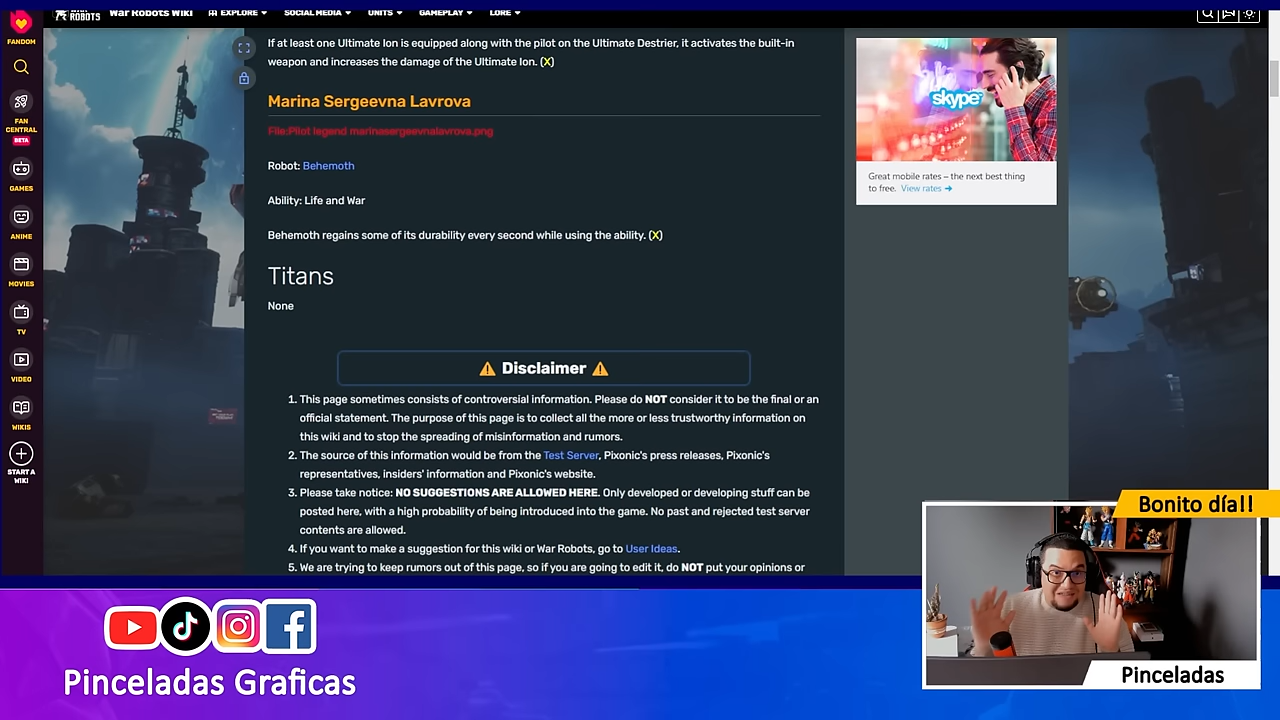 FANDOM
WAR
ROBOTS
War Robots Wiki
EXPLORE
SOCIAL MEDIA
UNITS
GAMEPLAY
LORE
FAN
CENTRAL
BETA
GAMES
ANIME
MOVIES
TV
VIDEO
WIKIS
START A
WIKI
If at least one Ultimate Ion is equipped along with the pilot on the Ultimate Destrier, it activates the built-in
weapon and increases the damage of the Ultimate Ion. (X)
Marina Sergeevna Lavrova
File:Pilot legend marinasergeevnalavrova.png
Robot: Behemoth
Ability: Life and War
Behemoth regains some of its durability every second while using the ability. (X)
Titans
None
Disclaimer
1. This page sometimes consists of controversial information. Please do NOT consider it to be the final or an
official statement. The purpose of this page is to collect all the more or less trustworthy information on
this wiki and to stop the spreading of misinformation and rumors.
2. The source of this information would be from the Test Server, Pixonic's press releases, Pixonic's
representatives, insiders' information and Pixonic's website.
3. Please take notice: NO SUGGESTIONS ARE ALLOWED HERE. Only developed or developing stuff can be
posted here, with a high probability of being introduced into the game. No past and rejected test server
contents are allowed.
4. If you want to make a suggestion for this wiki or War Robots, go to User Ideas.
5. We are trying to keep rumors out of this page, so if you are going to edit it, do NOT put your opinions or
skype
Great mobile rates – the next best thing
to free. View rates
Bonito día!!
Pinceladas
Pinceladas Graficas